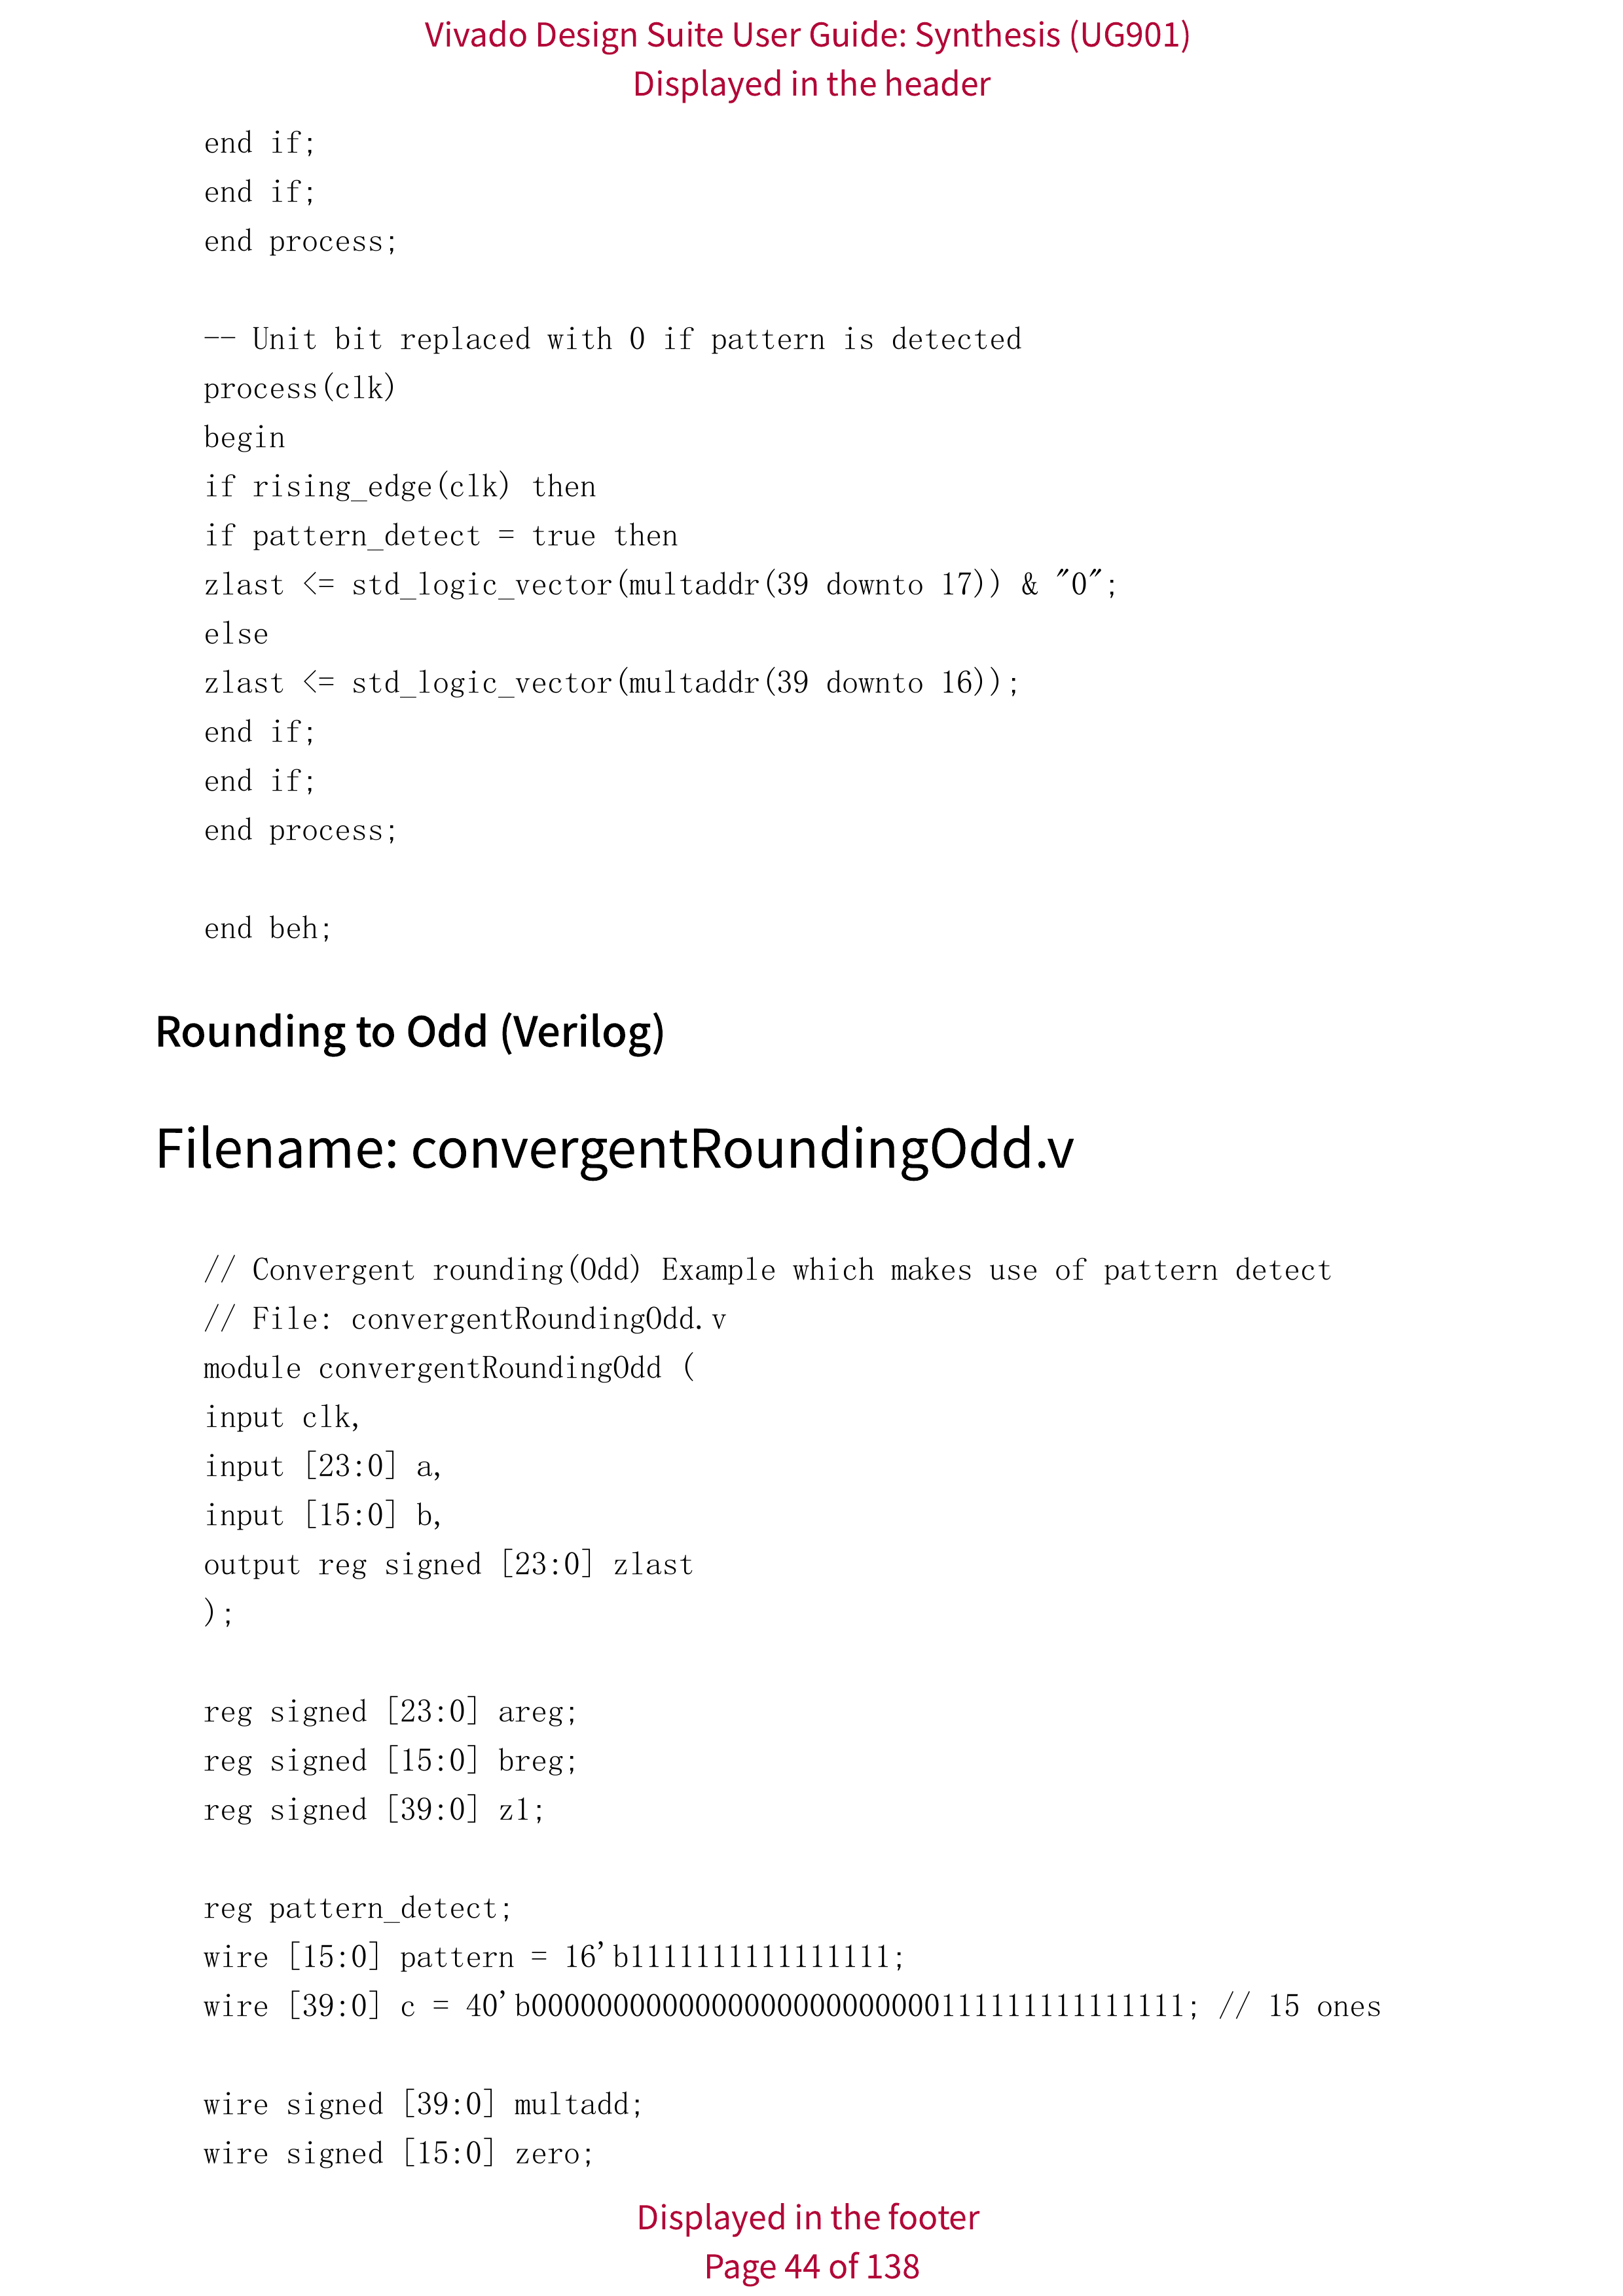 Vivado Design Suite User Guide: Synthesis (UG901)
Displayed in the header
end if;
end if;
end process;
-- Unit bit replaced with 0 if pattern is detected
process(clk)
begin
if rising_edge(clk) then
if pattern_detect = true then
zlast <= std_logic_vector(multaddr(39 downto 17)) & "0";
else
zlast <= std_logic_vector(multaddr(39 downto 16));
end if;
end if;
end process;
end beh;
Rounding to Odd (Verilog)
Filename: convergentRoundingOdd.v
// Convergent rounding(Odd) Example which makes use of pattern detect
// File: convergentRoundingOdd.v
module convergentRoundingOdd (
input clk,
input [23:0] a,
input [15:0] b,
output reg signed [23:0] zlast
);
reg signed [23:0] areg;
reg signed [15:0] breg;
reg signed [39:0] z1;
reg pattern_detect;
wire [15:0] pattern = 16'b1111111111111111;
wire [39:0] c = 40'b0000000000000000000000000111111111111111; // 15 ones
wire signed [39:0] multadd;
wire signed [15:0] zero;
Displayed in the footer
Page 44 of 138